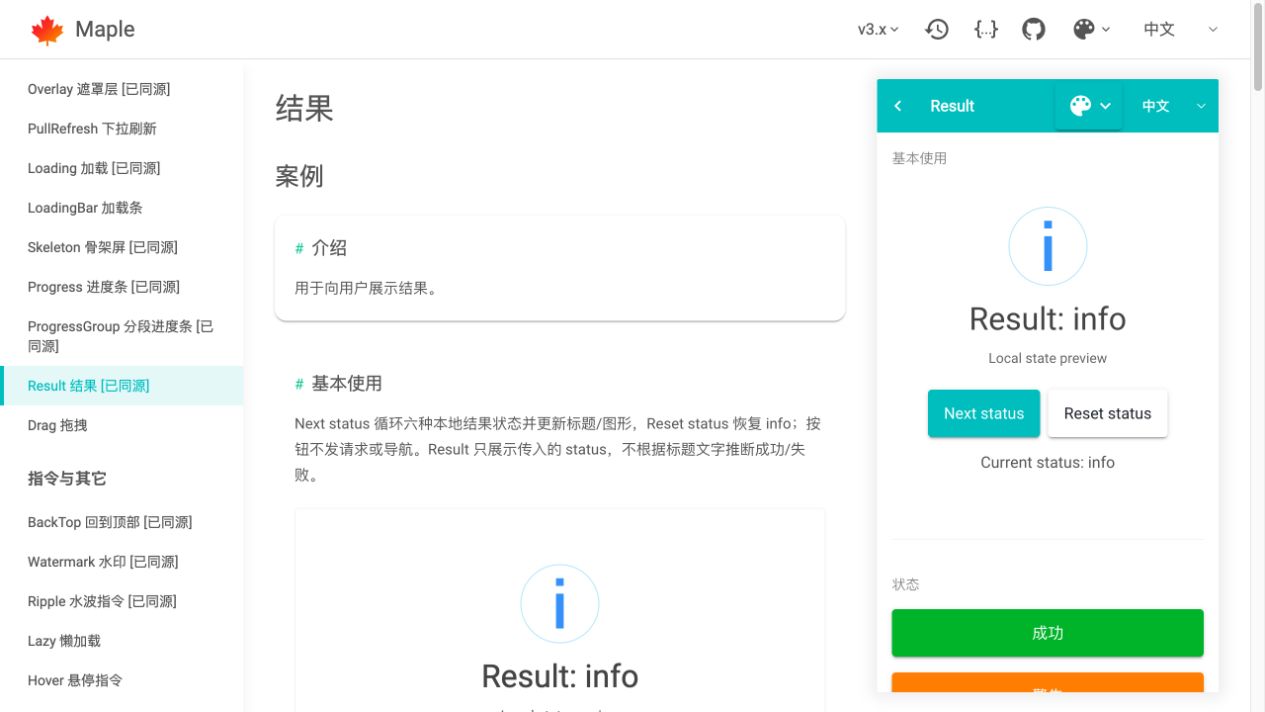 Maple
v3.x
{...}
中文
Overlay 遮罩层 [已同源]
PullRefresh 下拉刷新
Loading 加载 [已同源]
LoadingBar 加载条
Skeleton 骨架屏 [已同源]
Progress 进度条 [已同源]
ProgressGroup 分段进度条 [已
同源]
Result 结果 [已同源]
Drag 拖拽
指令与其它
BackTop 回到顶部 [已同源]
Watermark 水印 [已同源]
Ripple 水波指令 [已同源]
Lazy 懒加载
Hover 悬停指令
结果
案例
# 介绍
用于向用户展示结果。
# 基本使用
Next status 循环六种本地结果状态并更新标题/图形，Reset status 恢复 info；按
钮不发请求或导航。Result 只展示传入的 status，不根据标题文字推断成功/失
败。
Result: info
Result
中文
基本使用
Result: info
Local state preview
Next status
Reset status
Current status: info
状态
成功